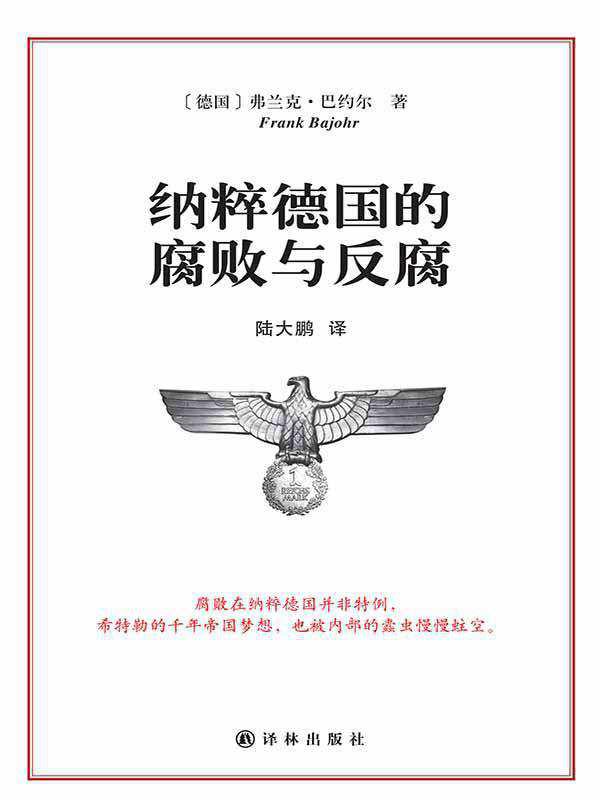 〔德国〕弗兰克·巴约尔 著
Frank Bajohr
纳粹德国的
腐败与反腐
陆大鹏 译
1
REICHS
MARK
腐败在纳粹德国并非特例，
希特勒的千年帝国梦想，也被内部的蠹虫慢慢蛀空。
译林出版社